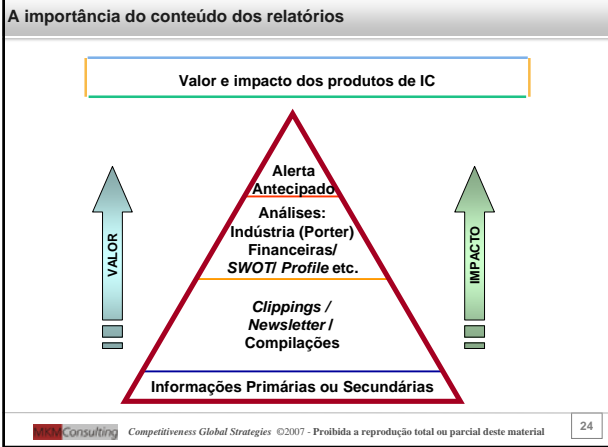 A importância do conteúdo dos relatórios
Valor e impacto dos produtos de IC
Alerta
Antecipado
Análises:
Indústria (Porter)
Financeiras/
SWOT/ Profile etc.
VALOR
IMPACTO
Clippings /
Newsletter /
Compilações
Informações Primárias ou Secundárias
MKMConsulting Competitiveness Global Strategies ©2007 - Proibida a reprodução total ou parcial deste material 24